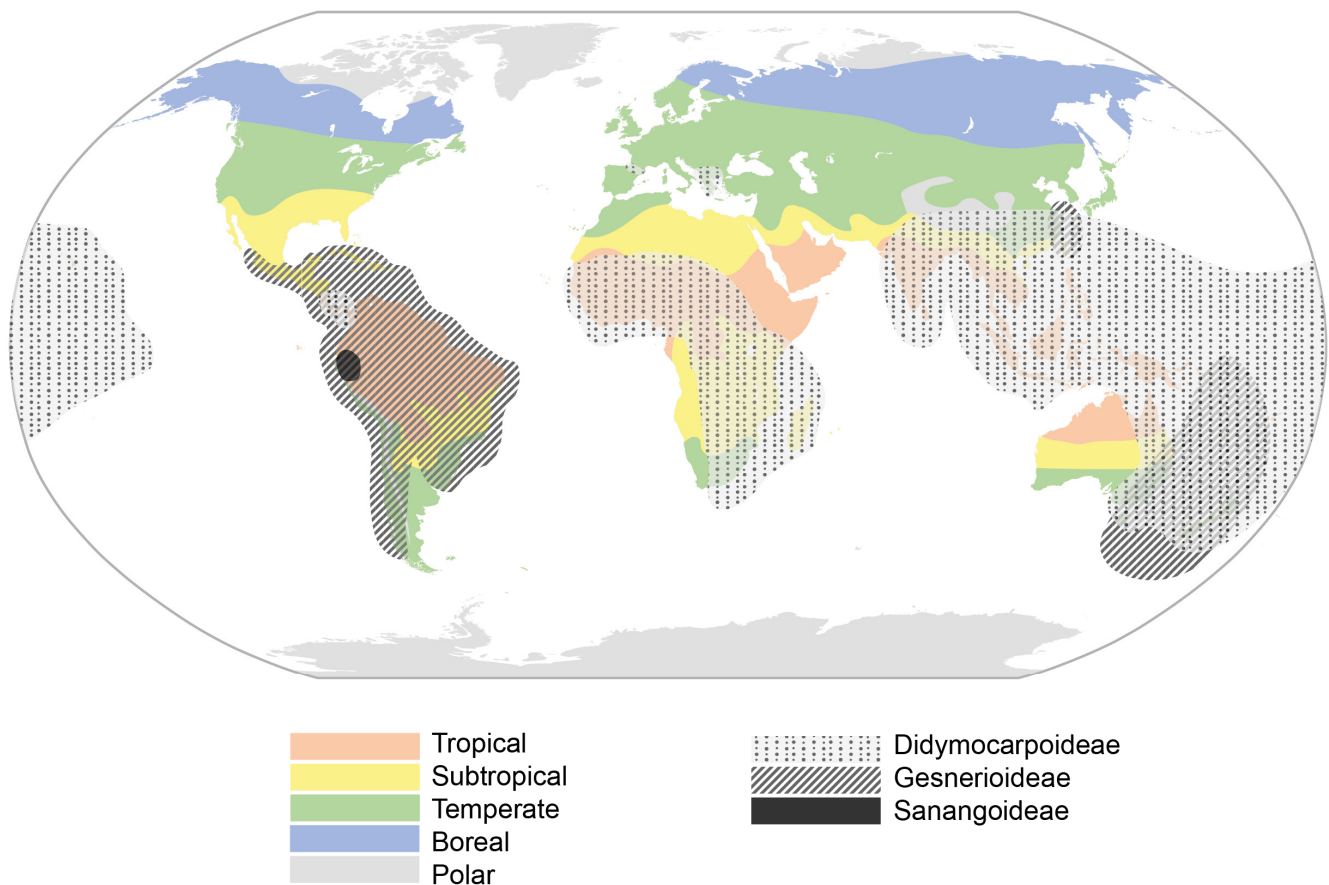 Tropical
Subtropical
Temperate
Boreal
Polar
Didymocarpoideae
Gesnerioideae
Sanangoideae